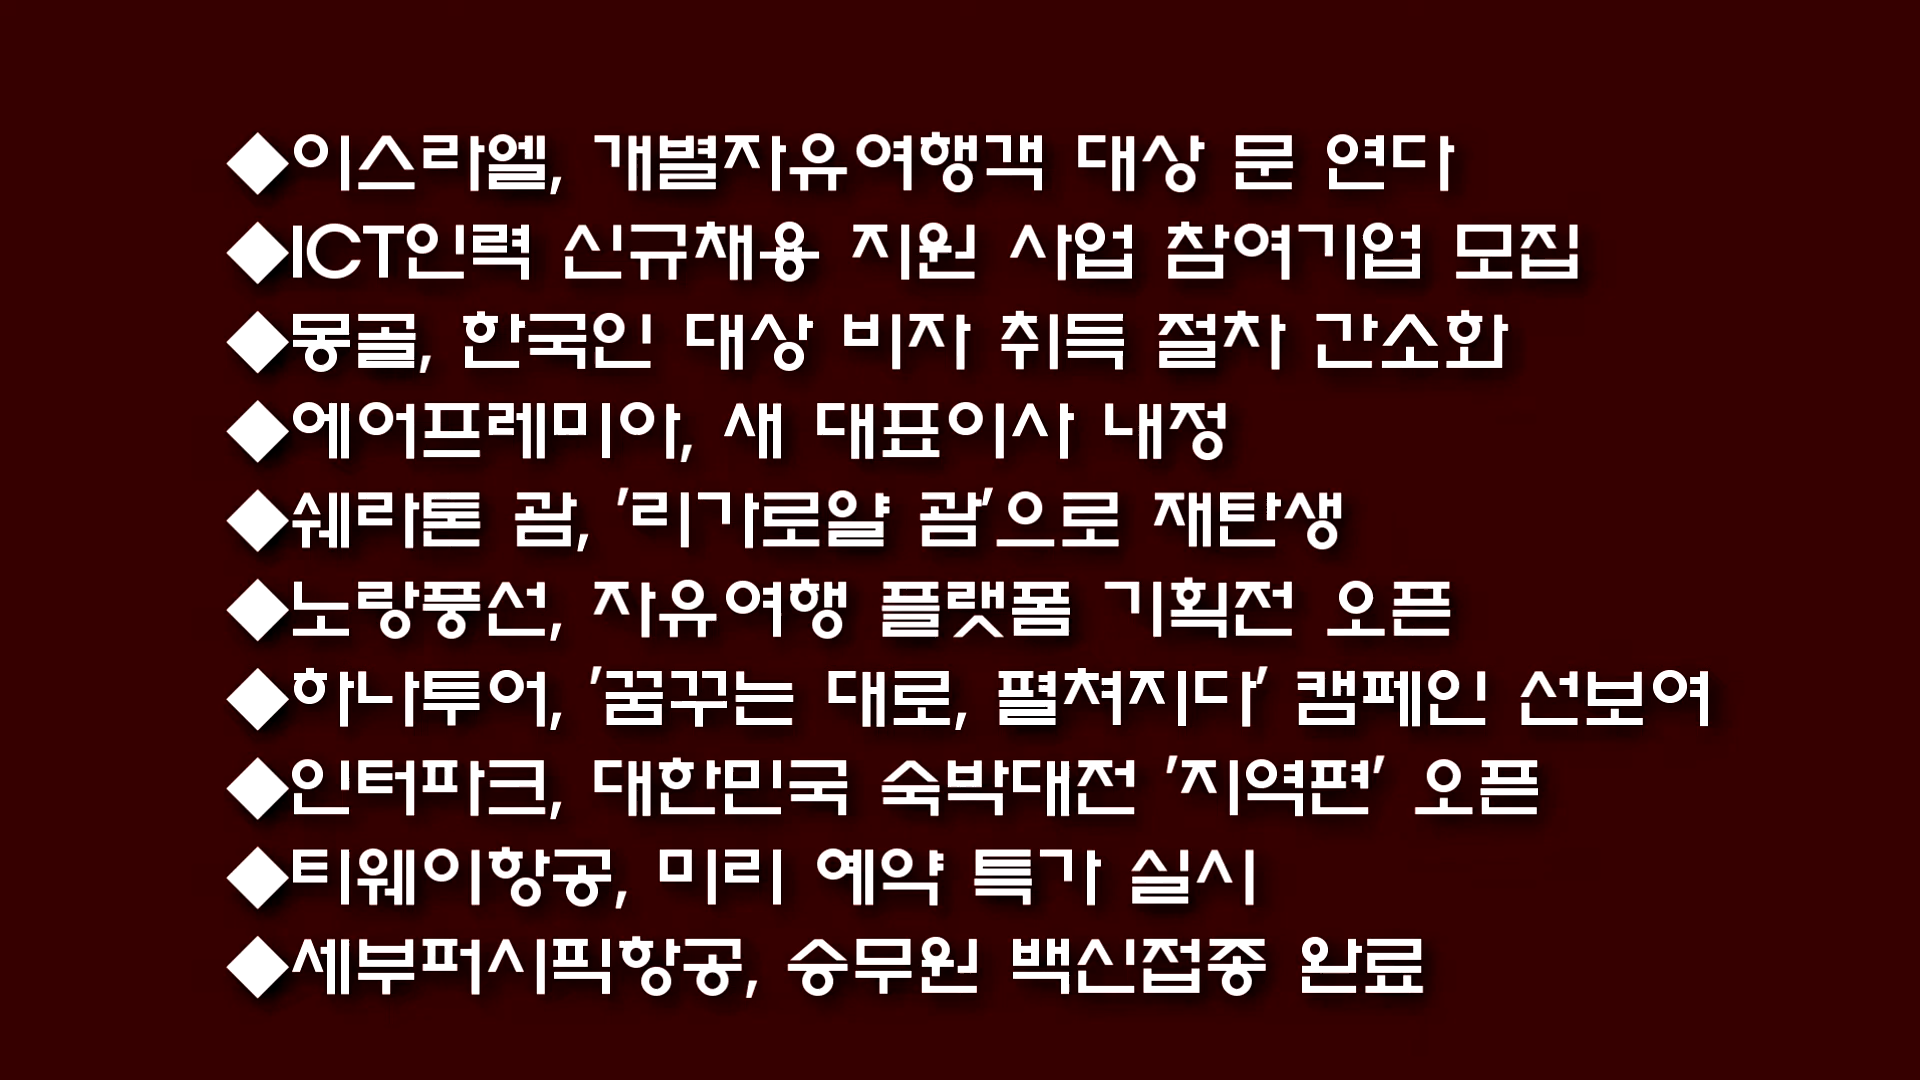 ◆이스라엘, 개별자유여행객 대상 문 연다
◆ICT인력 신규채용 지원 사업 참여기업 모집
◆몽골, 한국인 대상 비자 취득 절차 간소화
◆에어프레미아, 새 대표이사 내정
◆쉐라톤 괌, '리가로얄 괌'으로 재탄생
◆노랑풍선, 자유여행 플랫폼 기획전 오픈
◆하나투어, '꿈꾸는 대로, 펼쳐지다' 캠페인 선보여
◆인터파크, 대한민국 숙박대전 '지역편' 오픈
◆티웨이항공, 미리 예약 특가 실시
◆세부퍼시픽항공, 승무원 백신접종 완료